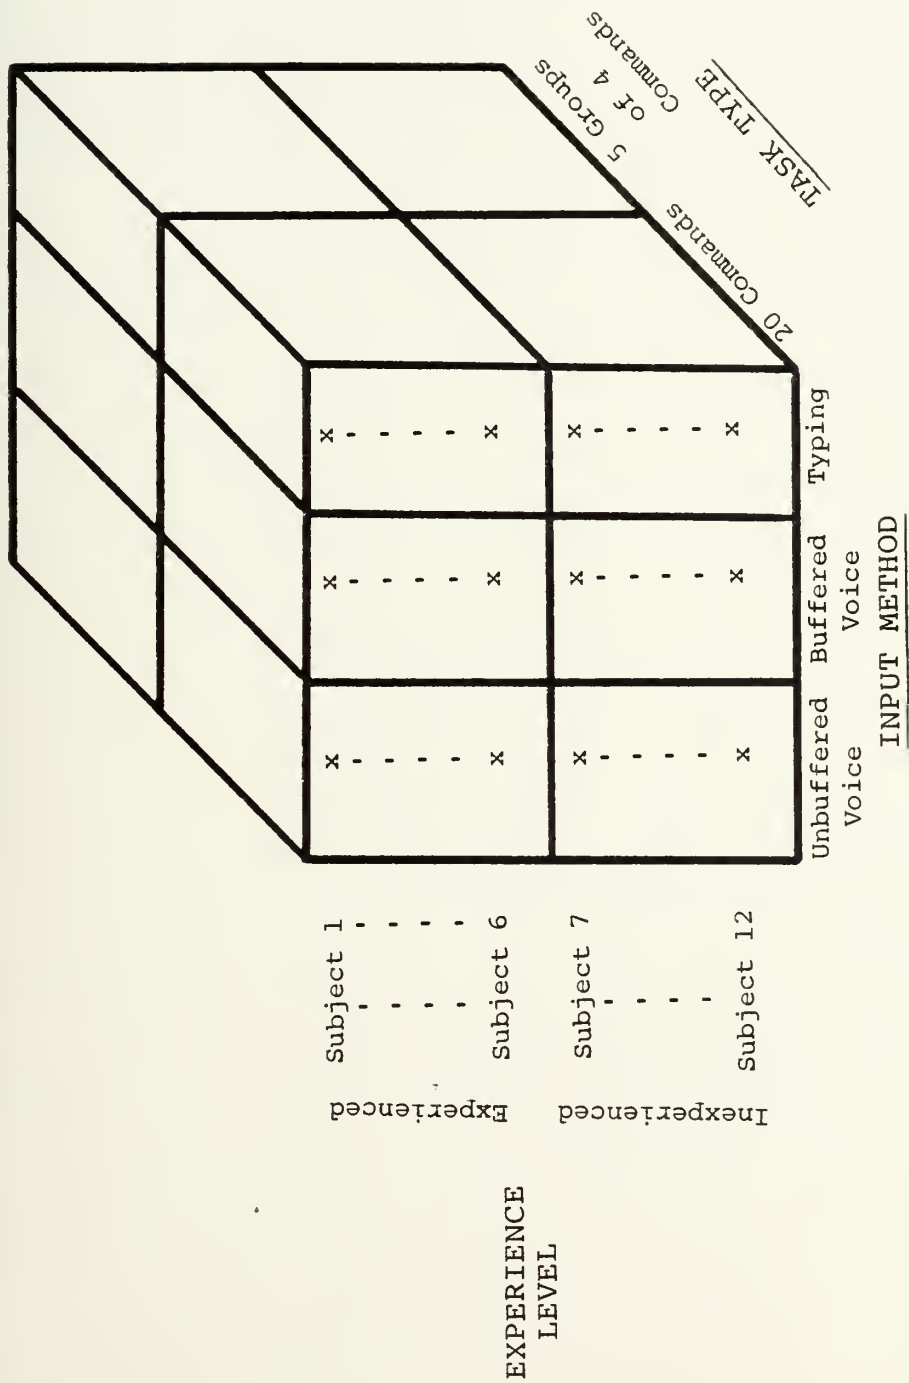 EXPERIENCE
LEVEL
Experienced
Inexperienced
Subject 1
Subject 6
Subject 7
Subject 12
x x x
x x x
x x x
x x x
Unbuffered
Voice
Buffered
Voice
Typing
INPUT METHOD
20 Commands
5 Groups
of 4
Commands
TASK TYPE